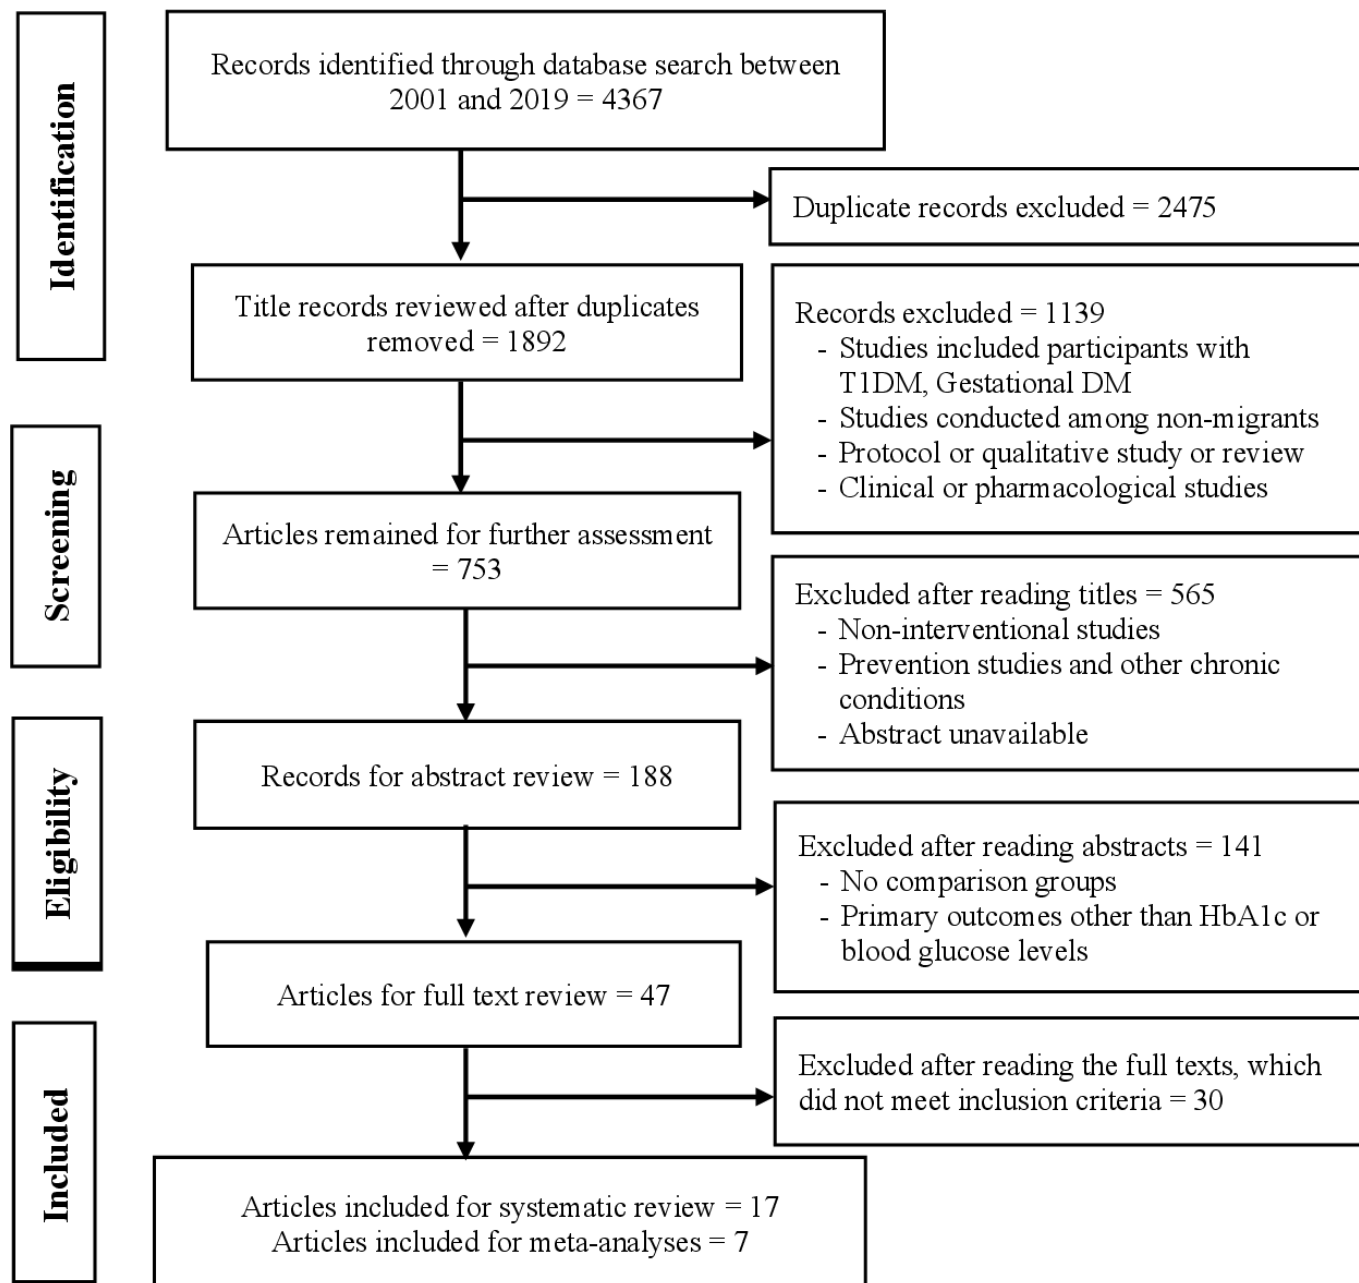 Identification
Records identified through database search between
2001 and 2019 = 4367
Duplicate records excluded = 2475
Title records reviewed after duplicates
removed = 1892
Records excluded = 1139
- Studies included participants with
T1DM, Gestational DM
- Studies conducted among non-migrants
- Protocol or qualitative study or review
- Clinical or pharmacological studies
Screening
Articles remained for further assessment
= 753
Excluded after reading titles = 565
- Non-interventional studies
- Prevention studies and other chronic
conditions
- Abstract unavailable
Eligibility
Records for abstract review = 188
Excluded after reading abstracts = 141
- No comparison groups
- Primary outcomes other than HbA1c or
blood glucose levels
Articles for full text review = 47
Included
Excluded after reading the full texts, which
did not meet inclusion criteria = 30
Articles included for systematic review = 17
Articles included for meta-analyses = 7